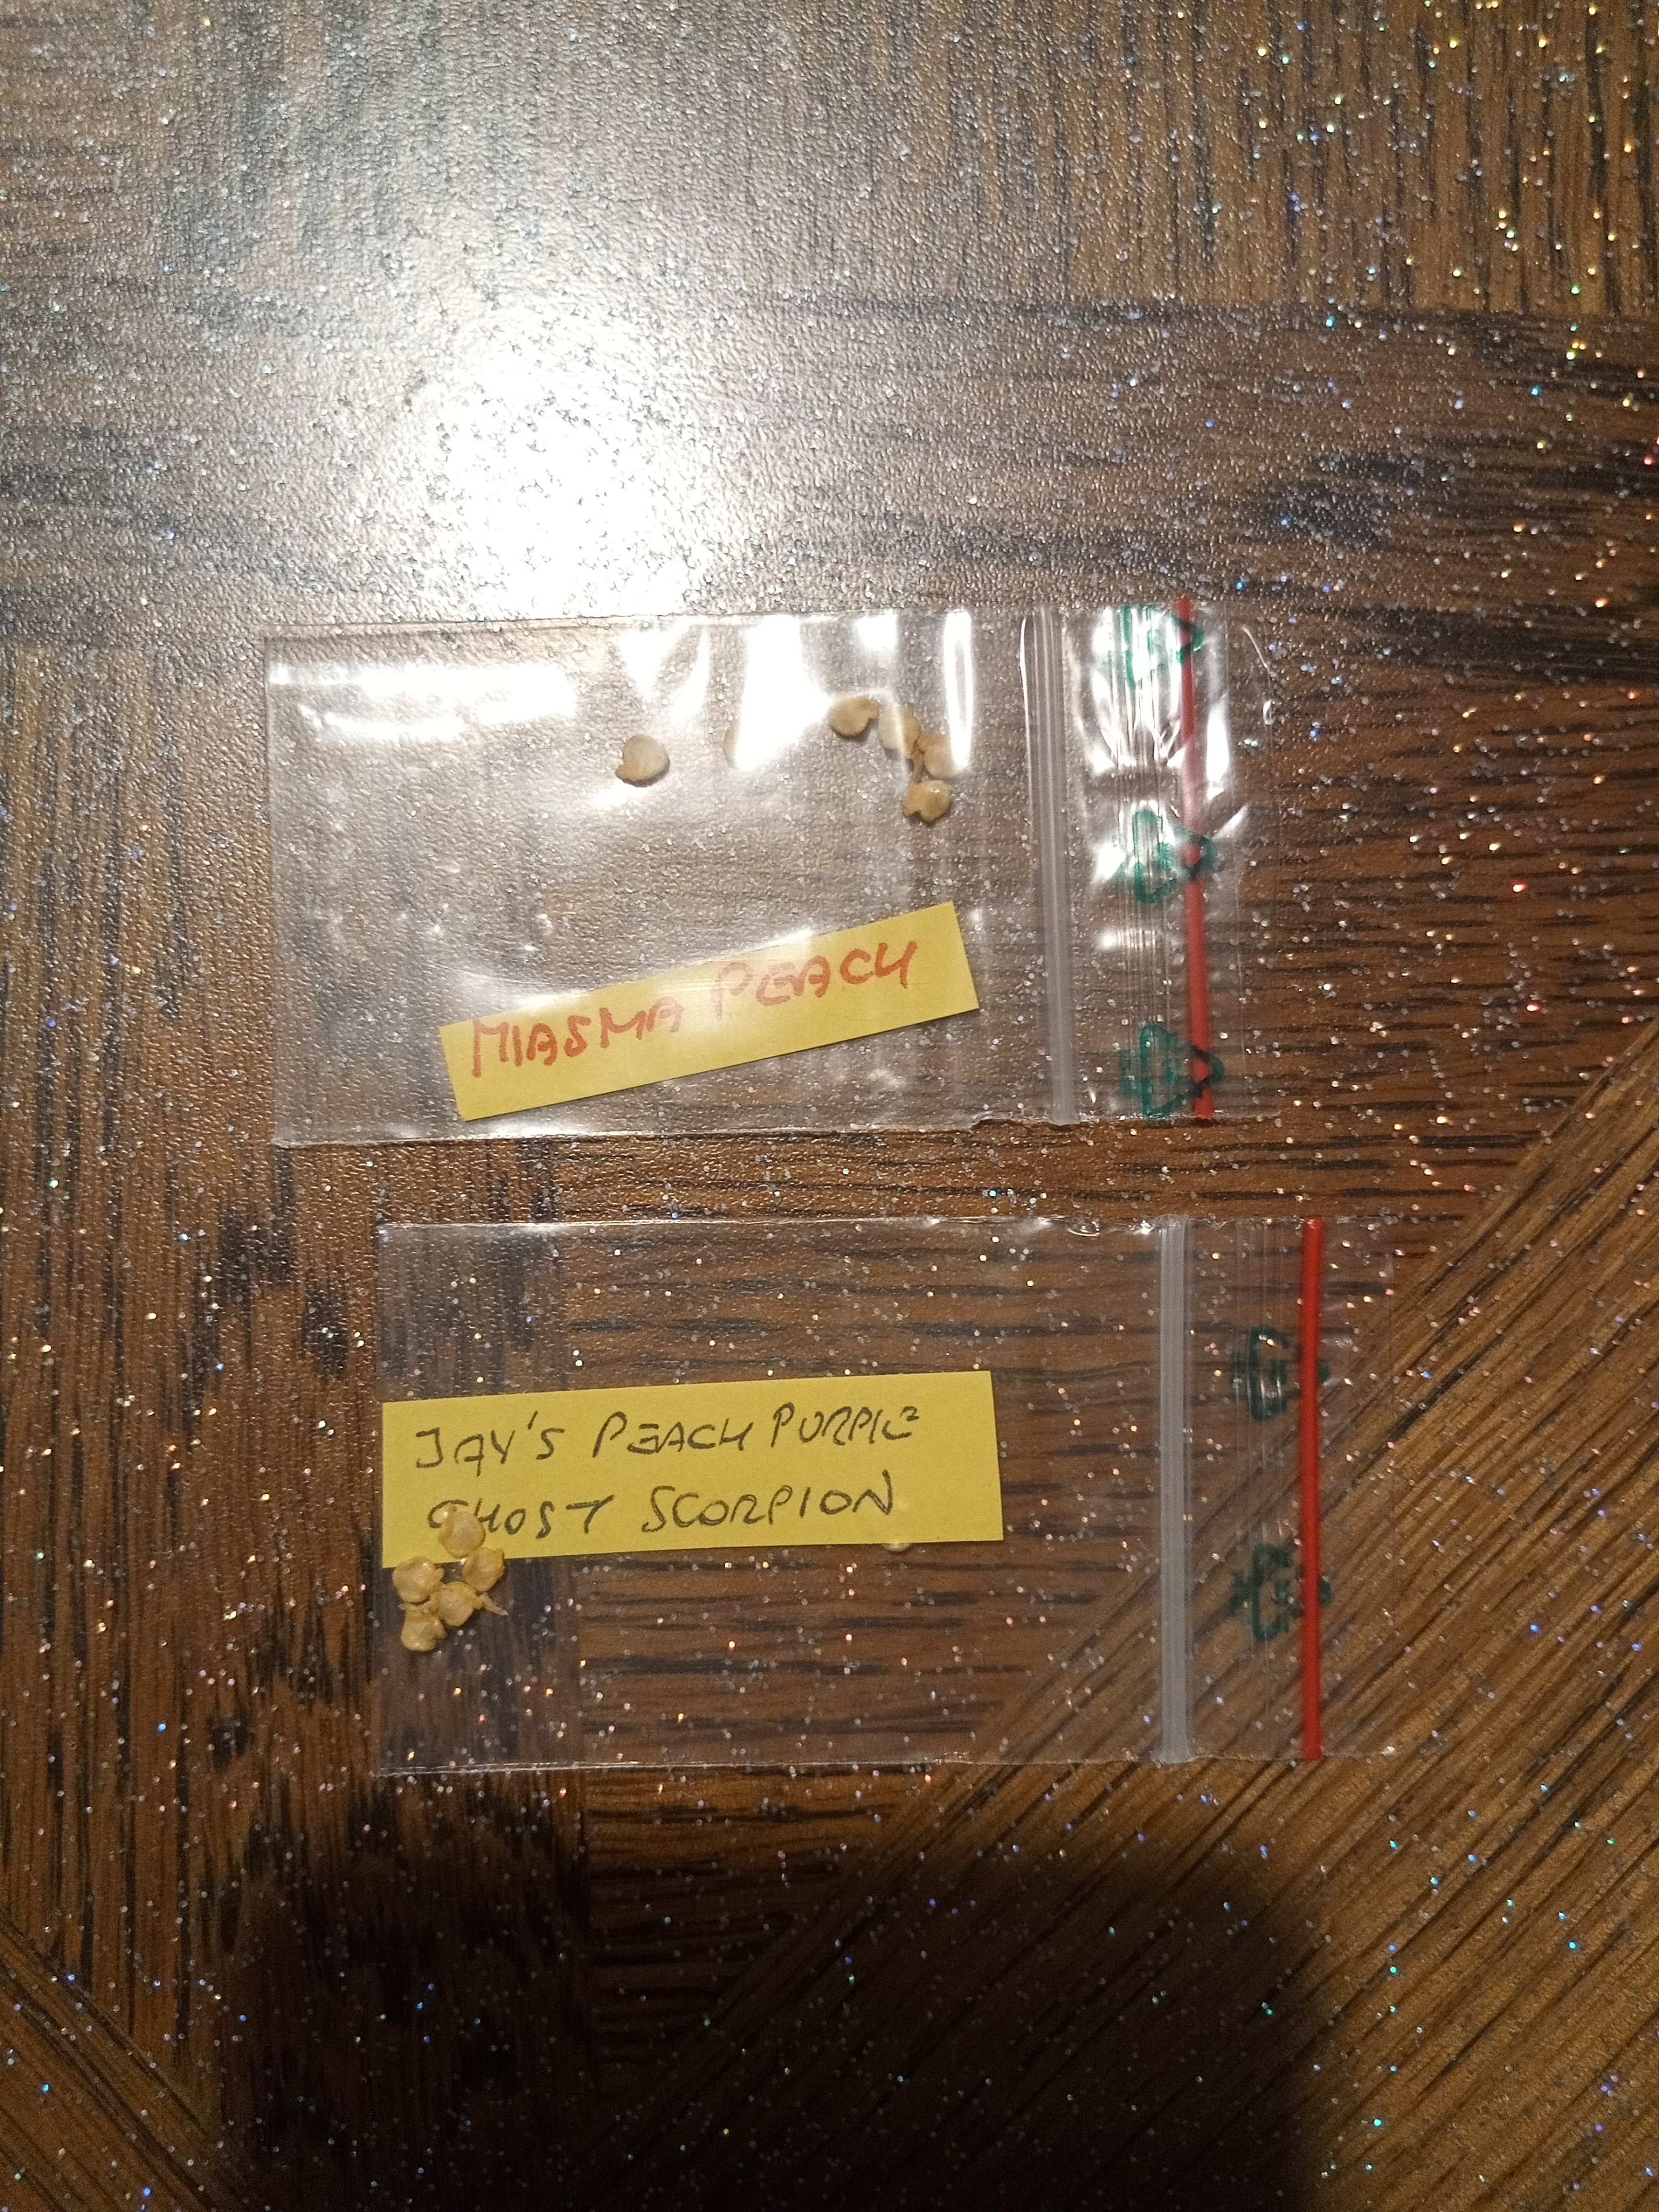 MIASMA PEACH
JAY'S PEACH PURPLE
GHOST SCORPION